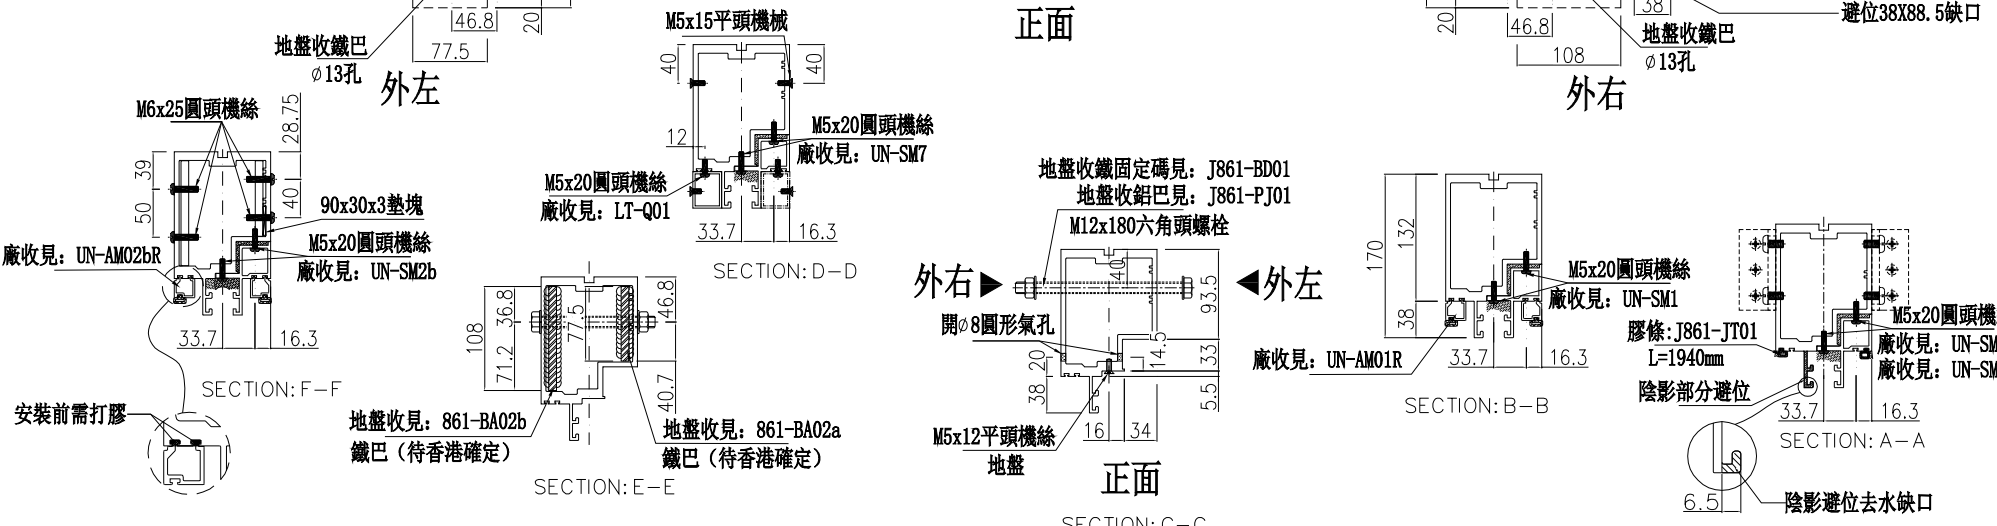 46.8
20
77.5
地盤收鐵巴
φ13孔
外左
M5x15平頭機械
正面
20
46.8
38
108
避位38X88.5缺口
地盤收鐵巴
φ13孔
外右
M6x25圓頭機絲
28.75
39
50
40
90x30x3墊塊
M5x20圓頭機絲
廠收見: UN-SM2b
廠收見: UN-AM02bR
33.7
16.3
SECTION:F-F
安裝前需打膠
40
40
12
M5x20圓頭機絲
廠收見: UN-SM7
M5x20圓頭機絲
廠收見: LT-Q01
33.7
16.3
SECTION:D-D
108
36.8
71.2
77.5
46.8
40.7
地盤收見: 861-BA02b
鐵巴（待香港確定）
地盤收見: 861-BA02a
鐵巴（待香港確定）
SECTION:E-E
地盤收鐵固定碼見: J861-BD01
地盤收鋁巴見: J861-PJ01
M12x180六角頭螺栓
外右
外左
40
93.5
開φ8圓形氣孔
20
38
14.5
33
5.5
M5x12平頭機絲
地盤
16
34
正面
SECTION:C-C
170
132
38
M5x20圓頭機絲
廠收見: UN-SM1
廠收見: UN-AM01R
33.7
16.3
SECTION:B-B
膠條:J861-JT01
L=1940mm
M5x20圓頭機
廠收見: UN-SM
廠收見: UN-SM
陰影部分避位
33.7
16.3
SECTION:A-A
6.5
陰影避位去水缺口